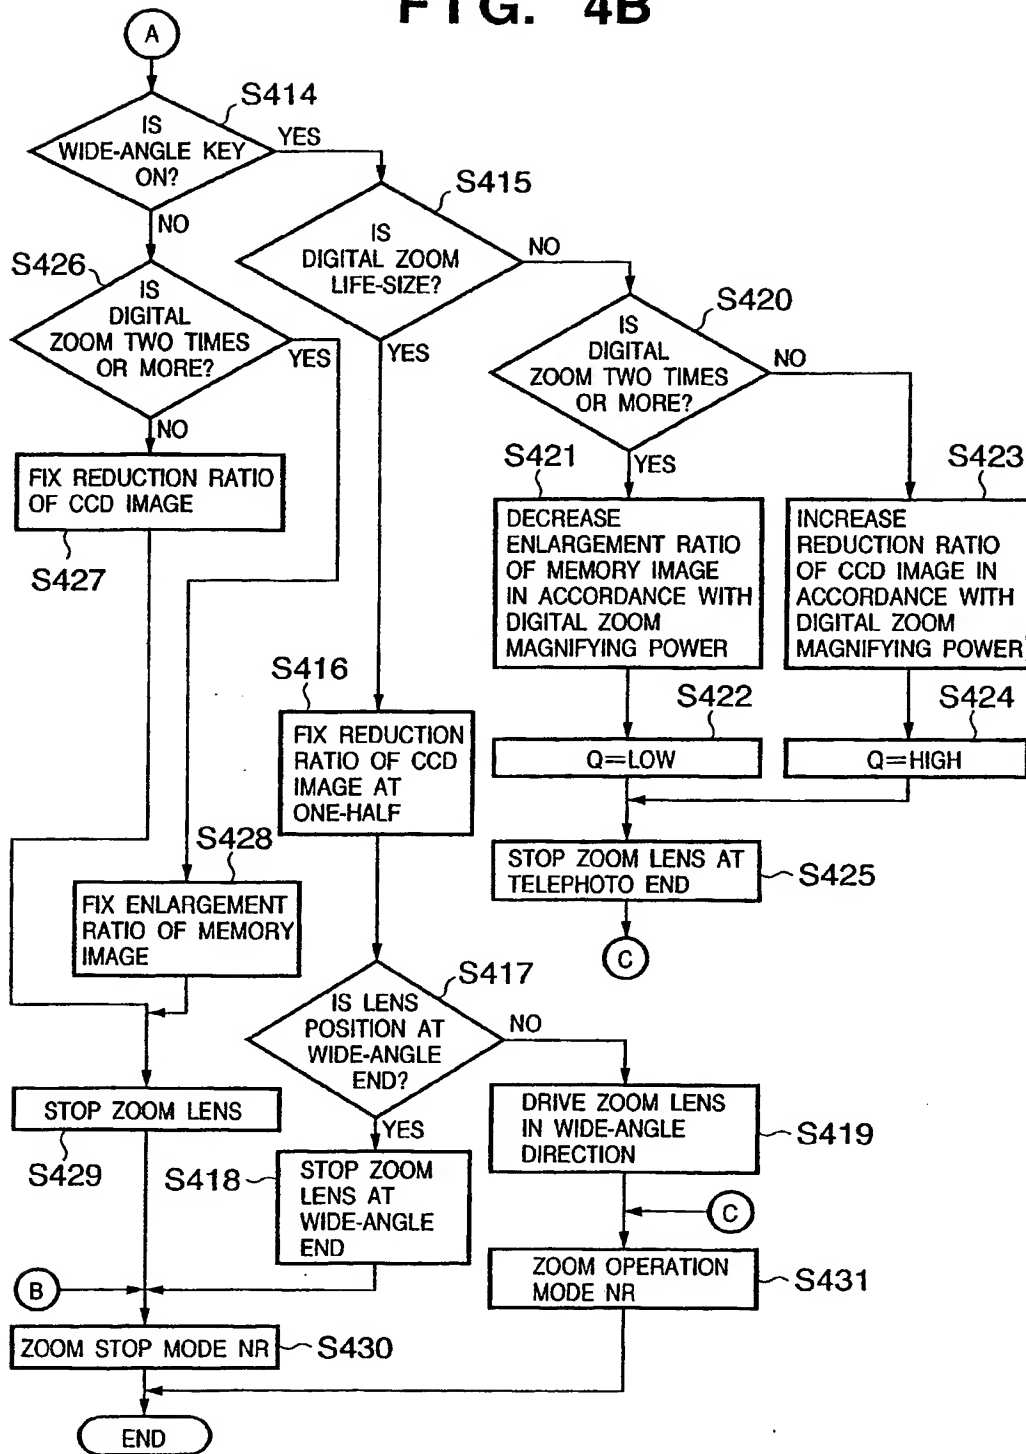 FIG. 4B
A
S414
IS
WIDE-ANGLE KEY
ON?
YES
NO
S415
IS
DIGITAL ZOOM
LIFE-SIZE?
NO
YES
S426
IS
DIGITAL
ZOOM TWO TIMES
OR MORE?
YES
NO
S420
IS
DIGITAL
ZOOM TWO TIMES
OR MORE?
NO
YES
FIX REDUCTION RATIO
OF CCD IMAGE
S427
S421
DECREASE
ENLARGEMENT RATIO
OF MEMORY IMAGE
IN ACCORDANCE WITH
DIGITAL ZOOM
MAGNIFYING POWER
S423
INCREASE
REDUCTION RATIO
OF CCD IMAGE IN
ACCORDANCE WITH
DIGITAL ZOOM
MAGNIFYING POWER
S416
FIX REDUCTION
RATIO OF CCD
IMAGE AT
ONE-HALF
S422
Q=LOW
S424
Q=HIGH
S428
FIX ENLARGEMENT
RATIO OF MEMORY
IMAGE
STOP ZOOM LENS AT
TELEPHOTO END
S425
C
S417
IS LENS
POSITION AT
WIDE-ANGLE
END?
NO
YES
STOP ZOOM LENS
S429
S418
STOP ZOOM
LENS AT
WIDE-ANGLE
END
DRIVE ZOOM LENS
IN WIDE-ANGLE
DIRECTION
S419
C
B
ZOOM OPERATION
MODE NR
S431
ZOOM STOP MODE NR
S430
END